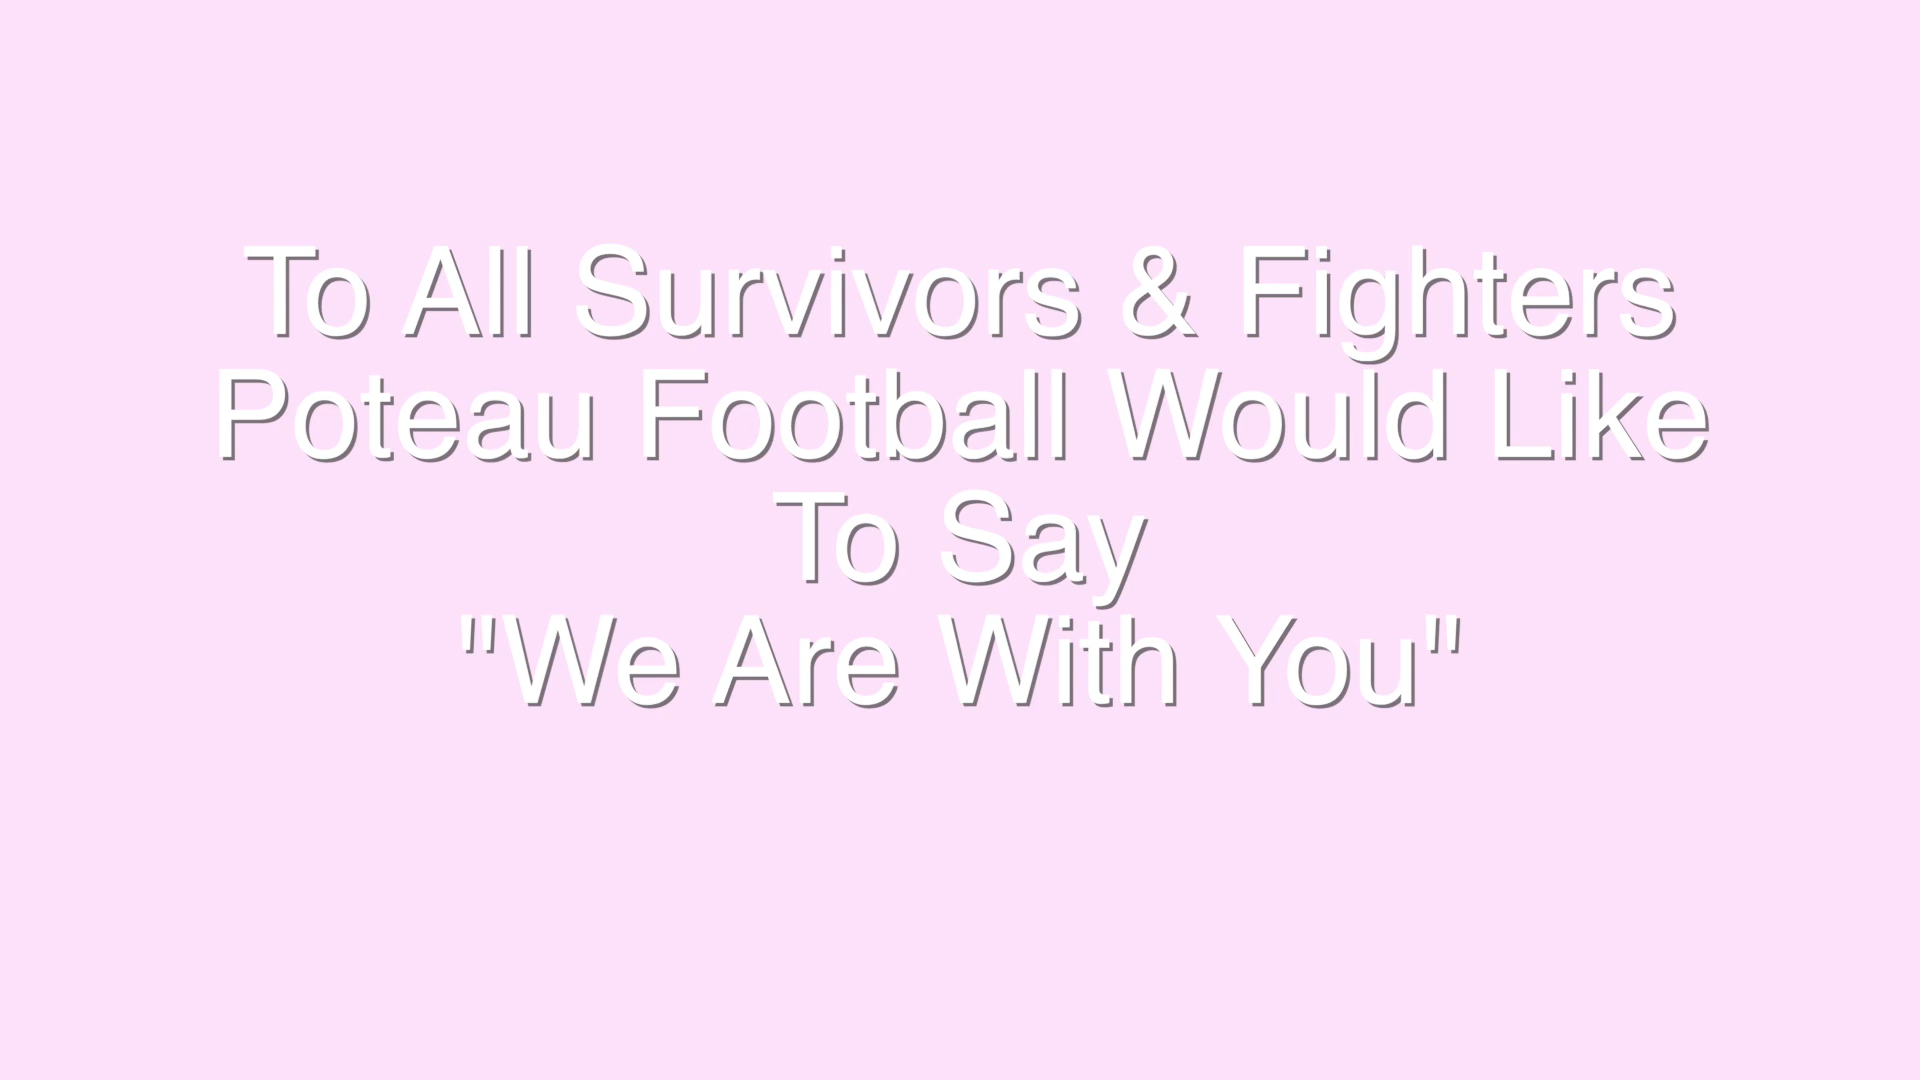 To All Survivors & Fighters
Poteau Football Would Like
To Say
"We Are With You"